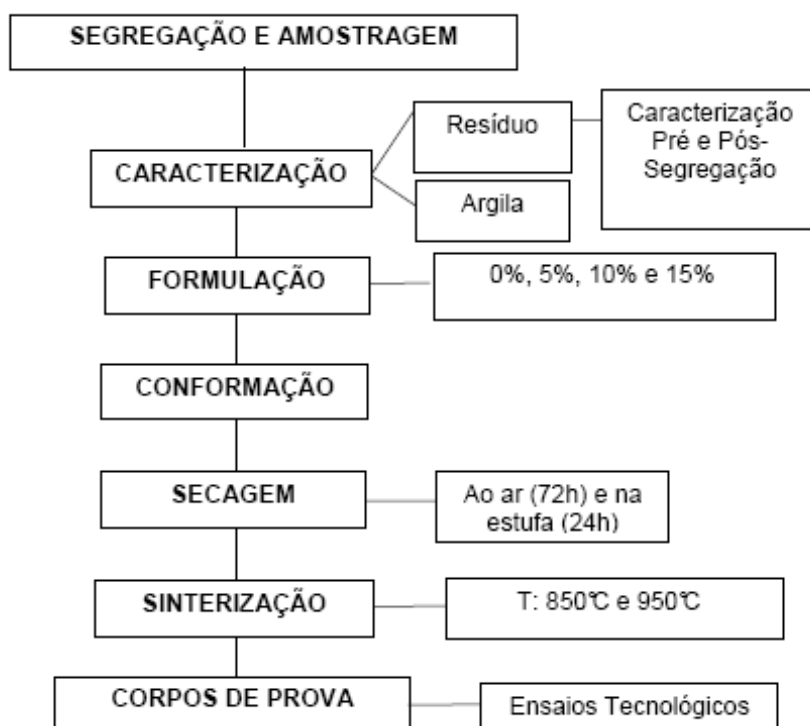 SEGREGAÇÃO E AMOSTRAGEM
Resíduo
Caracterização
Pré e Pós-
Segregação
CARACTERIZAÇÃO
Argila
FORMULAÇÃO
0%, 5%, 10% e 15%
CONFORMAÇÃO
SECAGEM
Ao ar (72h) e na
estufa (24h)
SINTERIZAÇÃO
T: 850℃ e 950℃
CORPOS DE PROVA
Ensaios Tecnológicos